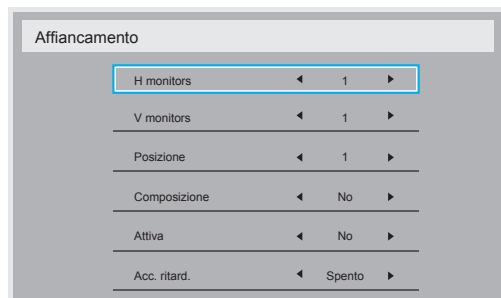 Affiancamento
H monitors 1
V monitors 1
Posizione 1
Composizione No
Attiva No
Acc. ritard. Spento